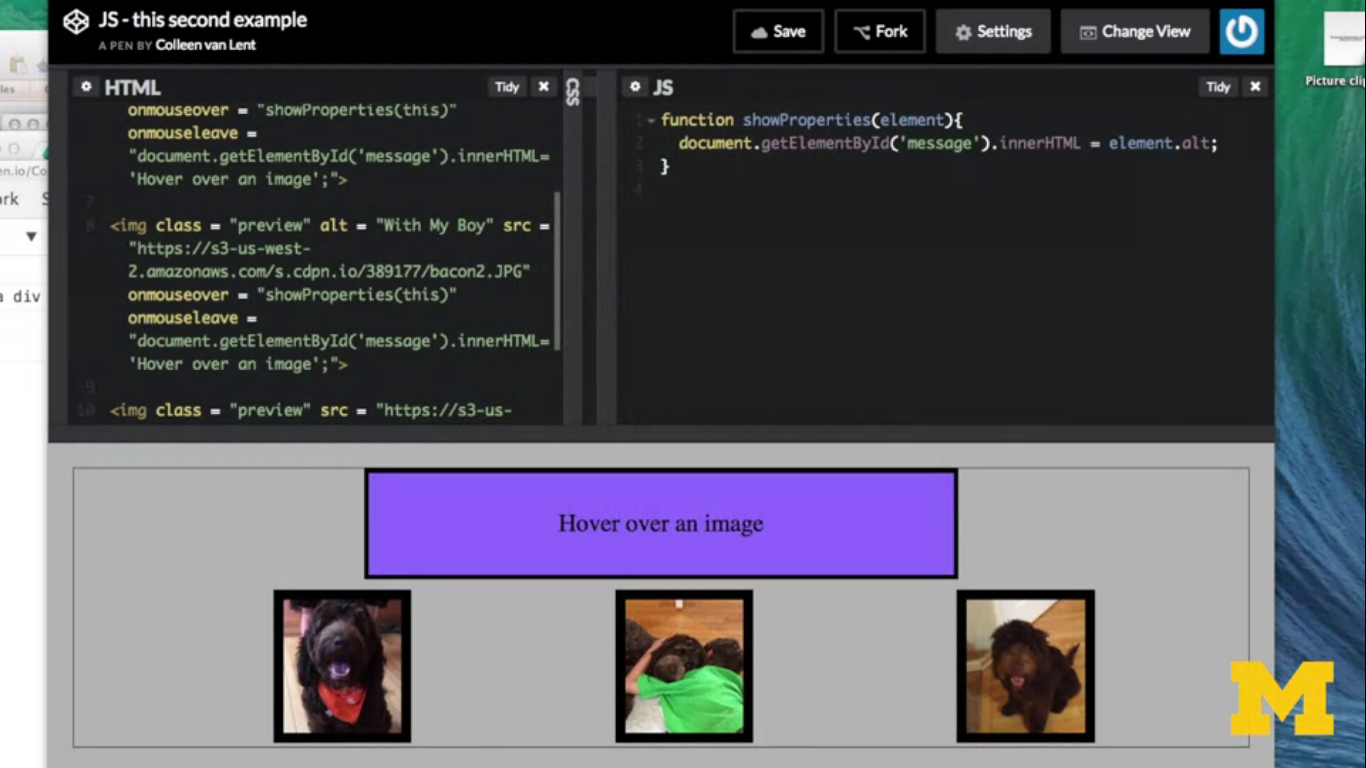 JS - this second example
A PEN BY Colleen van Lent
Save
Fork
Settings
Change View
Picture cli
HTML
Tidy
CSS
JS
Tidy
onmouseover = "showProperties(this)"
onmouseleave =
"document.getElementById('message').innerHTML=
'Hover over an image';">
7
8 <img class = "preview" alt = "With My Boy" src =
"https://s3-us-west-
2.amazonaws.com/s.cdpn.io/389177/bacon2.JPG"
onmouseover = "showProperties(this)"
onmouseleave =
"document.getElementById('message').innerHTML=
'Hover over an image';">
9
10 <img class = "preview" src = "https://s3-us-
1 function showProperties(element){
2 document.getElementById('message').innerHTML = element.alt;
3 }
4
en.io/Co
ork S
a div
Hover over an image
M